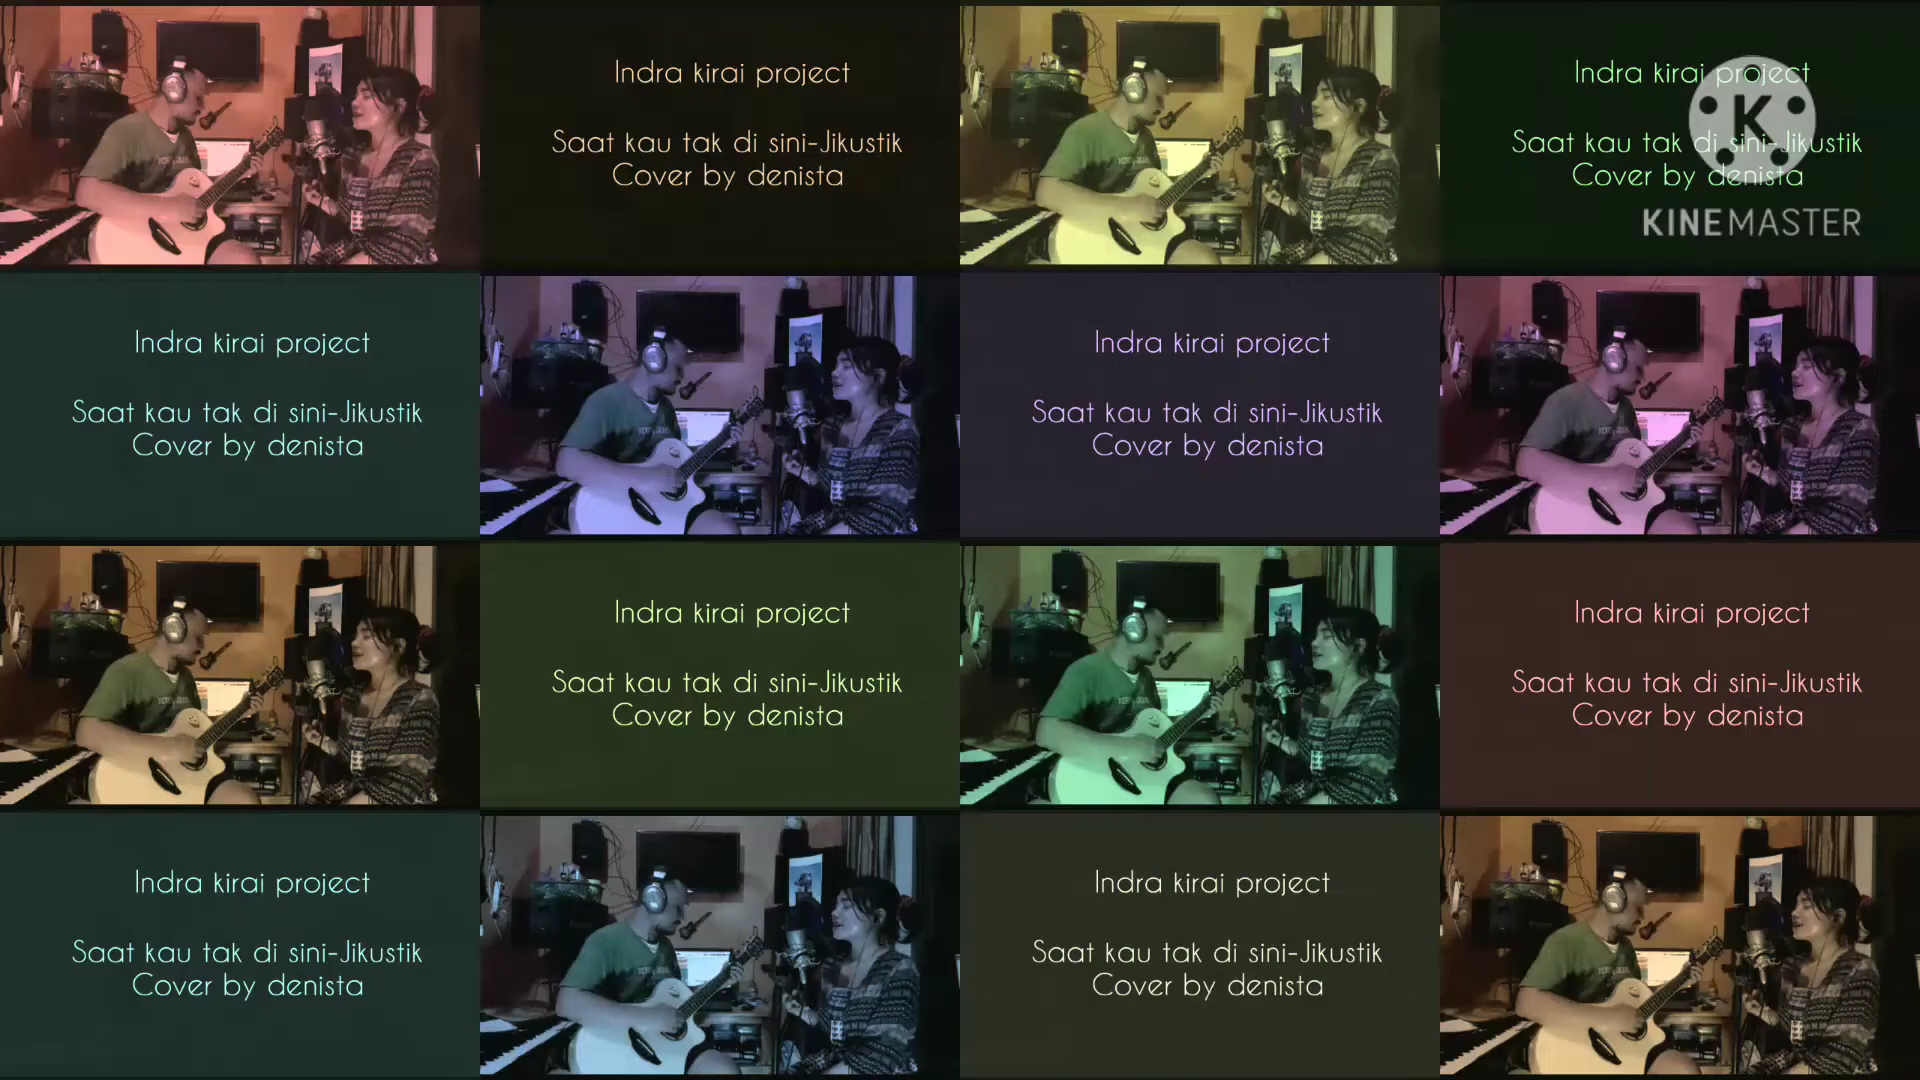 Indra kirai project
Saat kau tak di sini-Jikustik
Cover by denista
Indra kirai project
Saat kau tak di sini-Jikustik
Cover by denista
K
KINEMASTER
Indra kirai project
Saat kau tak di sini-Jikustik
Cover by denista
Indra kirai project
Saat kau tak di sini-Jikustik
Cover by denista
Indra kirai project
Saat kau tak di sini-Jikustik
Cover by denista
Indra kirai project
Saat kau tak di sini-Jikustik
Cover by denista
Indra kirai project
Saat kau tak di sini-Jikustik
Cover by denista
Indra kirai project
Saat kau tak di sini-Jikustik
Cover by denista